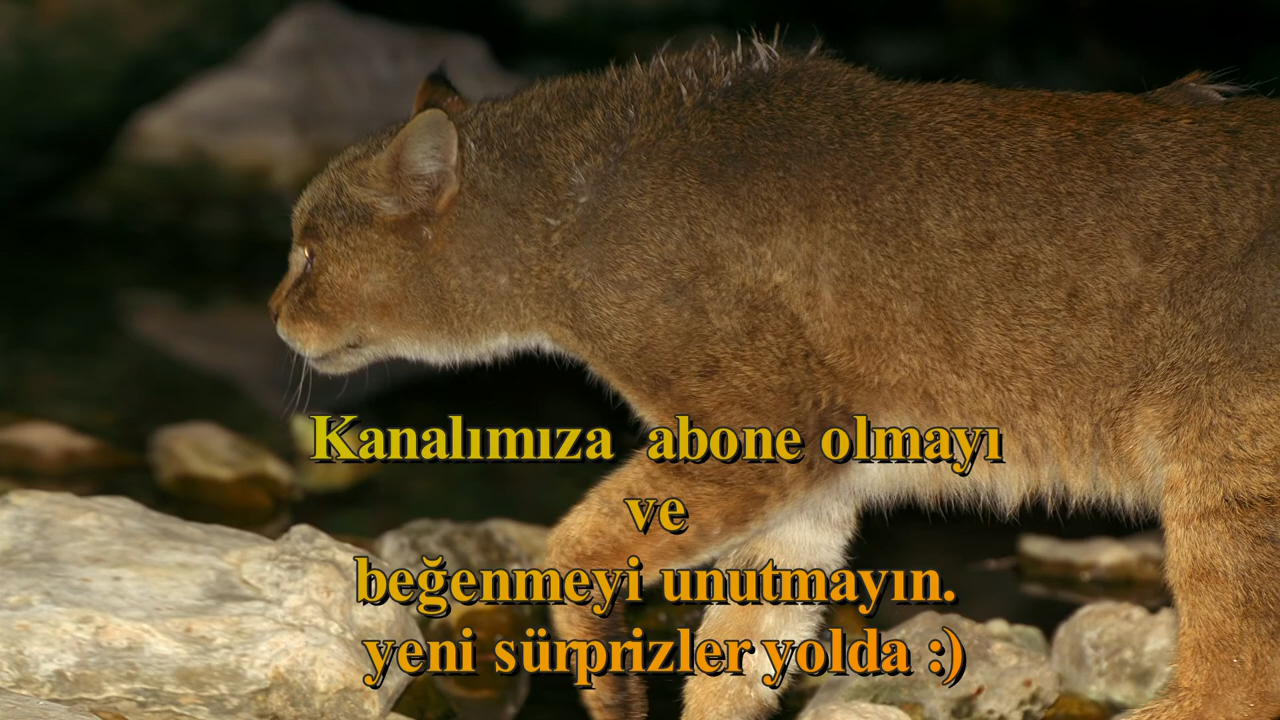 Kanalımıza abone olmayı
ve
beğenmeyi unutmayın.
yeni sürprizler yolda :)